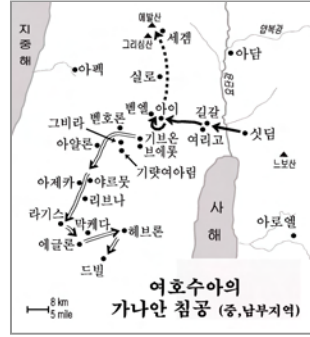 지중해
에발산
그리심산
세겜
얍복강
아담
아펙
실로
요단강
벧엘 아이
길갈
그비라
벧호론
여리고
싯딤
기브온
브에롯
아얄론
느보산
기럇여아림
아제카
야르뭇
리브나
사해
라기스
막케다
헤브론
아로엘
에글론
드빌
여호수아의
가나안 침공 (중,남부지역)
8 km
5 mile